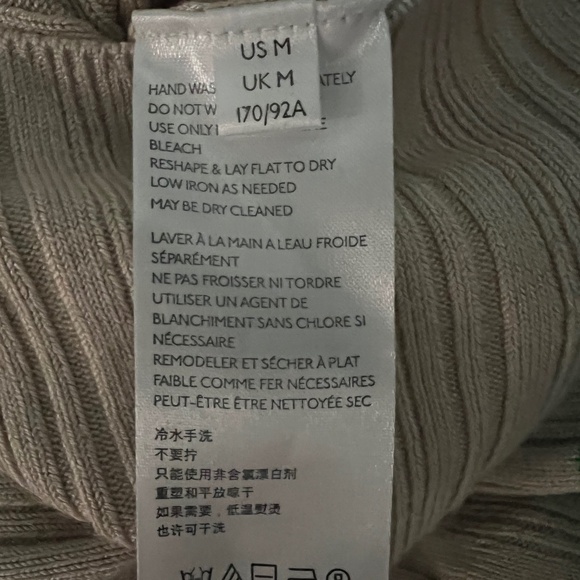 US M
UK M
170/92A
HAND WAS
ATELY
DO NOT W
USE ONLY
E
BLEACH
RESHAPE & LAY FLAT TO DRY
LOW IRON AS NEEDED
MAY BE DRY CLEANED
LAVER À LA MAIN A LEAU FROIDE
SÉPARÉMENT
NE PAS FROISSER NI TORDRE
UTILISER UN AGENT DE
BLANCHIMENT SANS CHLORE SI
NÉCESSAIRE
REMODELER ET SÉCHER À PLAT
FAIBLE COMME FER NÉCESSAIRES
PEUT-ÊTRE ÊTRE NETTOYÉE SEC
冷水手洗
不要拧
只能使用非含氯漂白剂
重塑和平放晾干
如果需要，低温熨烫
也许可干洗